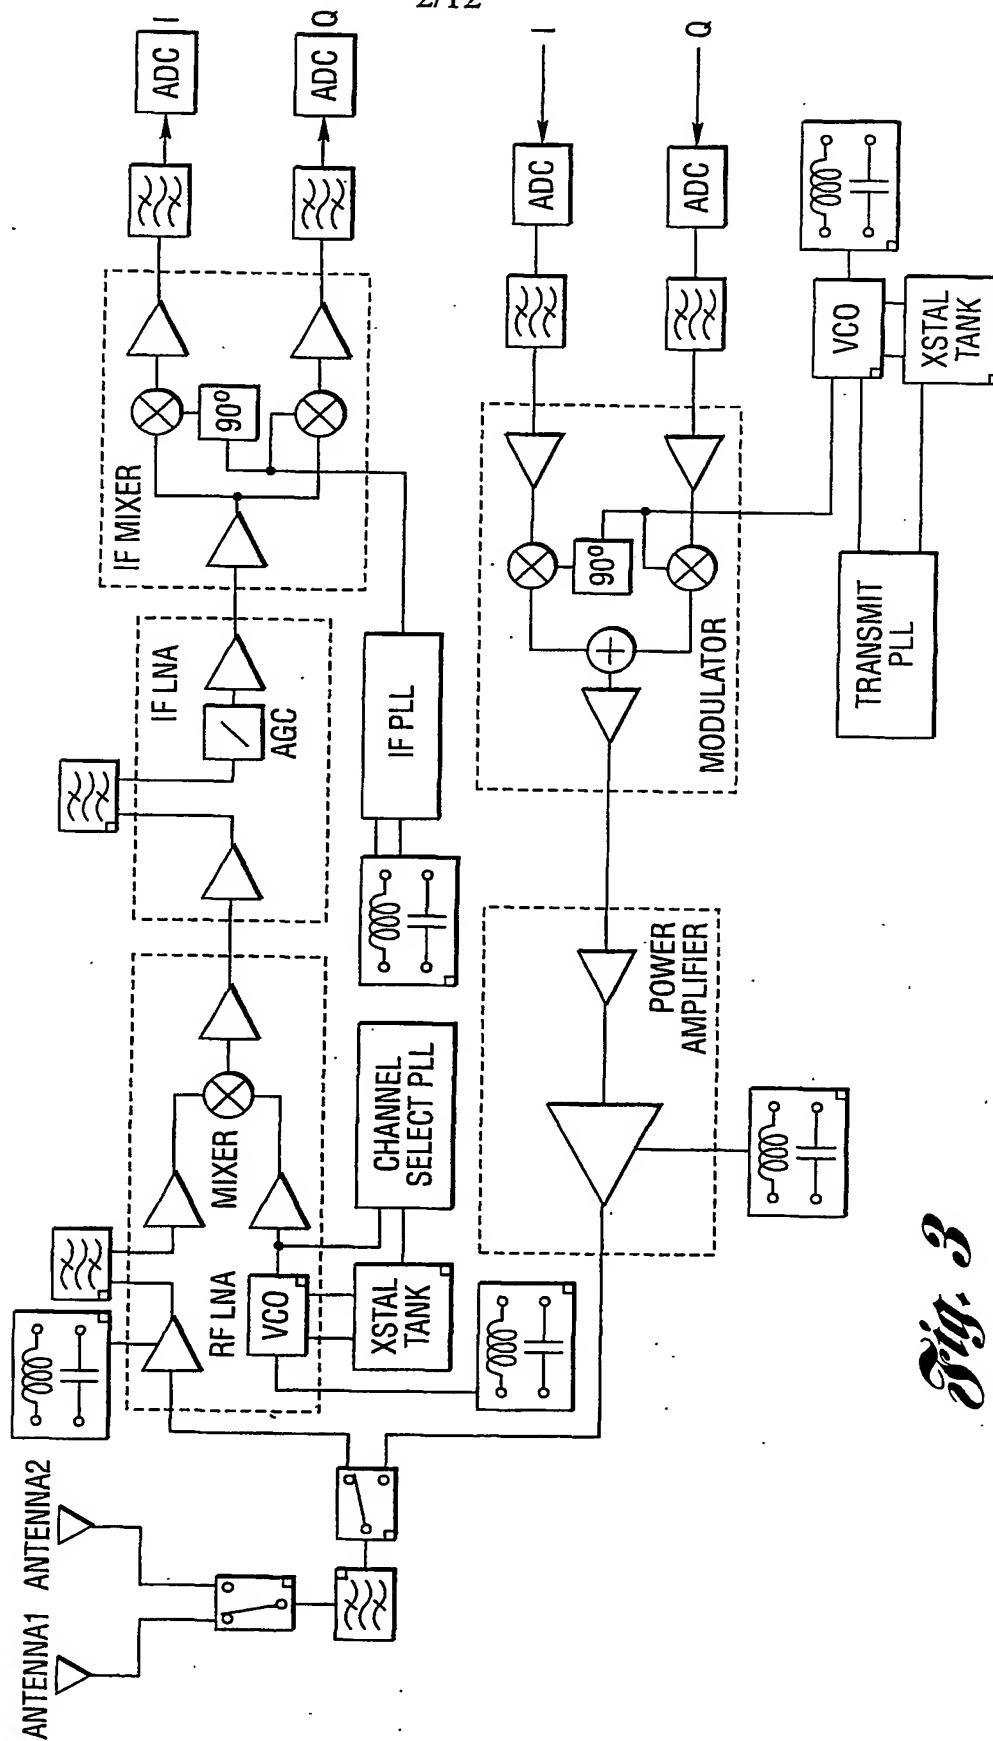 2/12
ANTENNA1
ANTENNA2
RF LNA
MIXER
VCO
XSTAL
TANK
CHANNEL
SELECT PLL
IF LNA
AGC
IF PLL
IF MIXER
90°
ADC
I
ADC
Q
POWER
AMPLIFIER
MODULATOR
90°
ADC
I
ADC
Q
TRANSMIT
PLL
VCO
XSTAL
TANK
Fig. 3